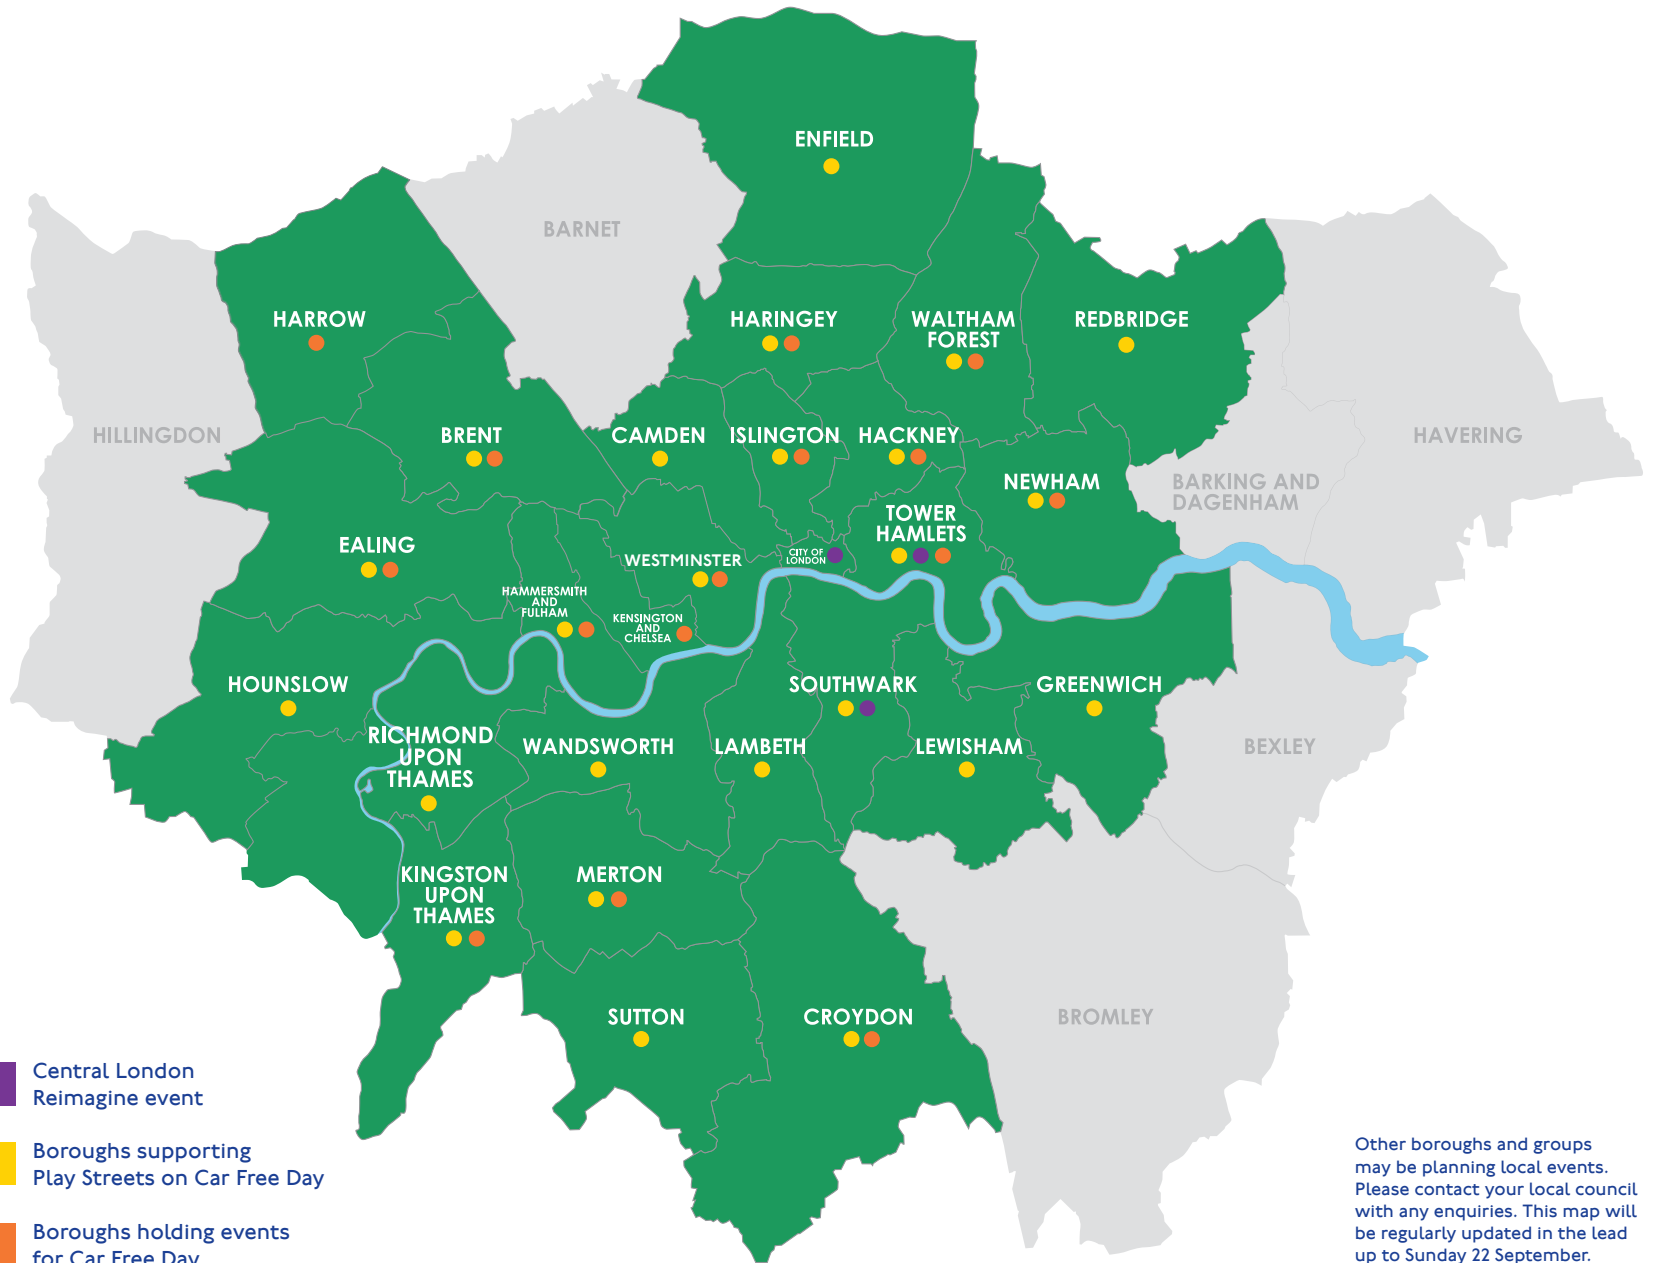 ENFIELD
BARNET
HARROW
HARINGEY
WALTHAM
FOREST
REDBRIDGE
HILLINGDON
BRENT
CAMDEN
ISLINGTON
HACKNEY
HAVERING
NEWHAM
BARKING AND
DAGENHAM
TOWER
HAMLETS
EALING
WESTMINSTER
CITY OF
LONDON
HAMMERSMITH
AND
FULHAM
KENSINGTON
AND
CHELSEA
HOUNSLOW
SOUTHWARK
GREENWICH
RICHMOND
UPON
THAMES
WANDSWORTH
LAMBETH
LEWISHAM
BEXLEY
KINGSTON
UPON
THAMES
MERTON
SUTTON
CROYDON
BROMLEY
Central London
Reimagine event
Boroughs supporting
Play Streets on Car Free Day
Boroughs holding events
for Car Free Day
Other boroughs and groups
may be planning local events.
Please contact your local council
with any enquiries. This map will
be regularly updated in the lead
up to Sunday 22 September.